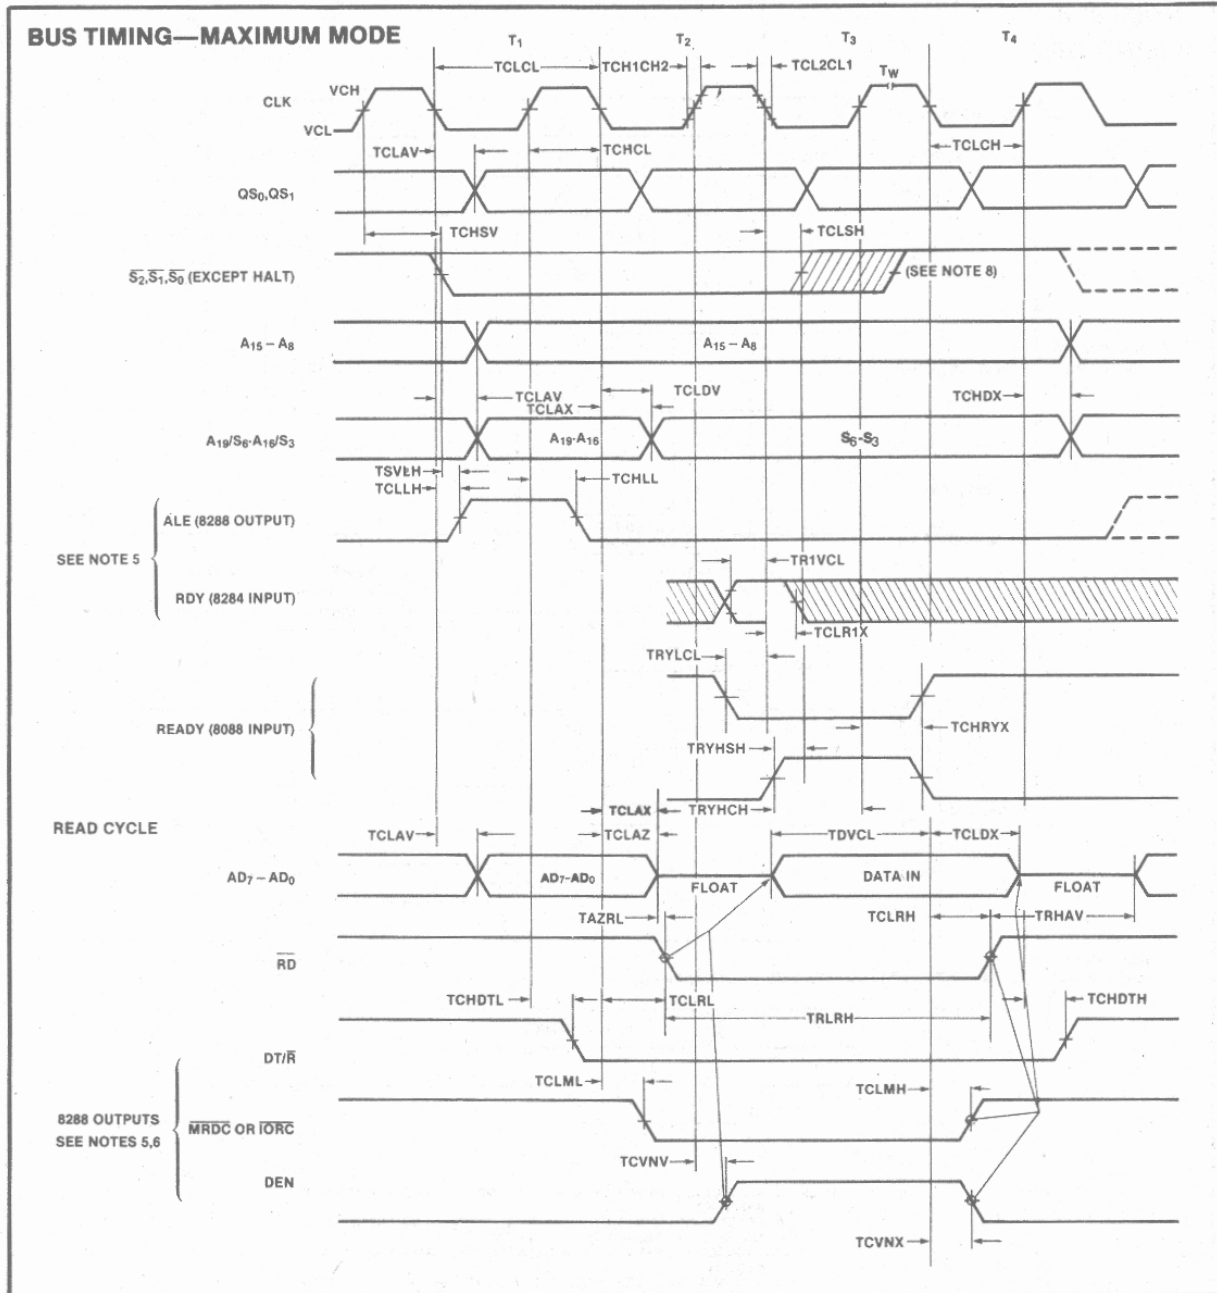 BUS TIMING—MAXIMUM MODE
T1 T2 T3 T4
TCLCL TCH1CH2 TCL2CL1 TW
VCH
CLK
VCL
TCLAV TCHCL TCLCH
QS0,QS1
TCHSV TCLSH
S2,S1,S0 (EXCEPT HALT) (SEE NOTE 8)
A15 – A8 A15 – A8
TCLDV
TCLAV TCHDX
TCLAX
A19/S6-A16/S3 A19-A16 S6-S3
TSVLH
TCLLH TCHLL
ALE (8288 OUTPUT)
SEE NOTE 5 TR1VCL
RDY (8284 INPUT)
TCLR1X
TRYLCL
READY (8088 INPUT) TCHRYX
TRYHSH
TCLAX TRYHCH
READ CYCLE
TCLAV TCLAZ TDVCL TCLDX
AD7 – AD0 AD7-AD0 FLOAT DATA IN FLOAT
TAZRL TCLRH TRHAV
RD
TCHDTL TCLRL TCHDTH
TRLRH
DT/R
TCLML TCLMH
8288 OUTPUTS
SEE NOTES 5,6
MRDC OR IORC
TCVNV
DEN
TCVNX